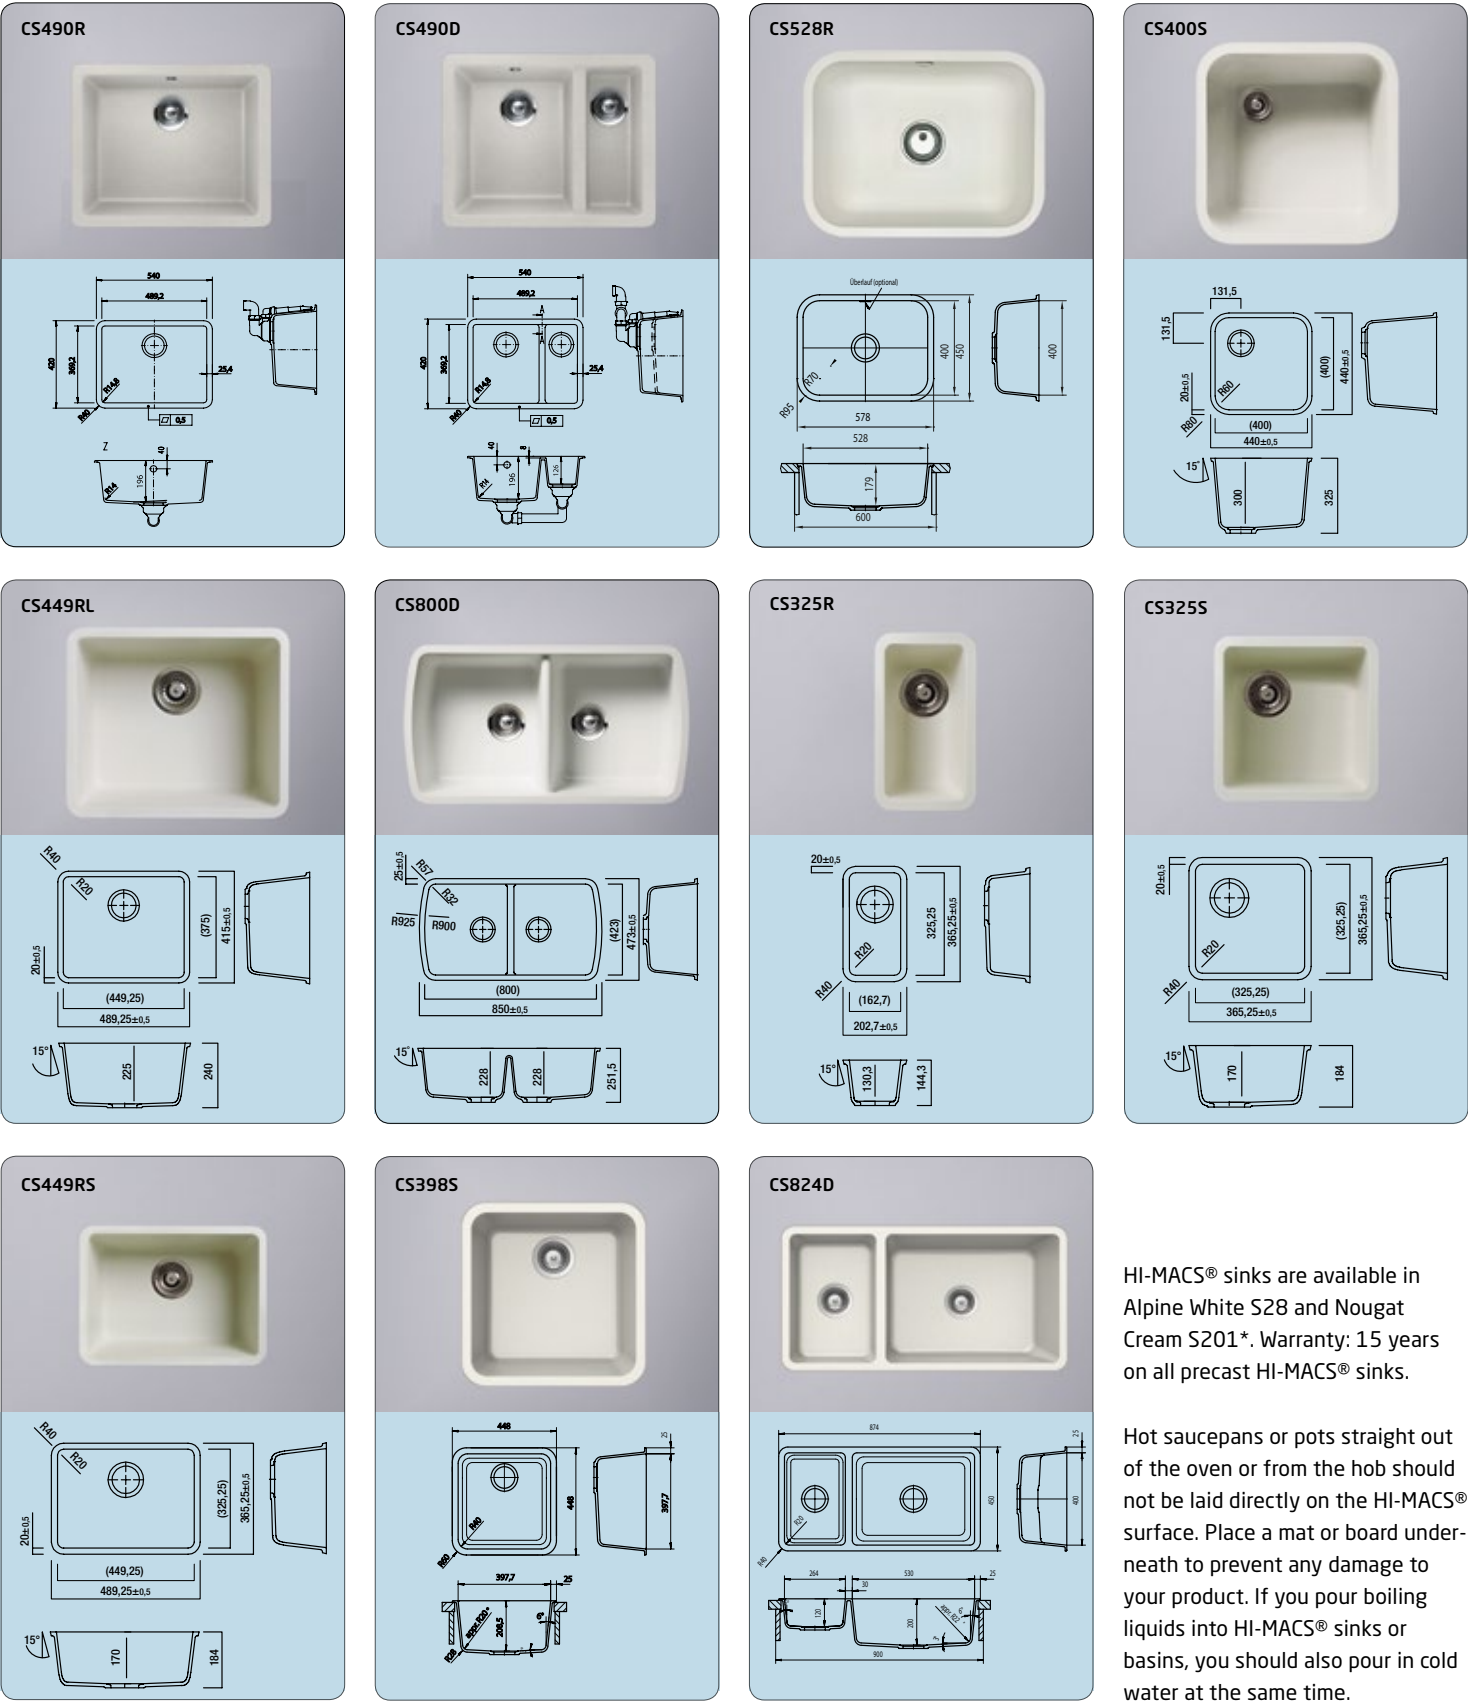 CS490R
540
489,2
420
369,2
R14,8
R40
25,4
0,5
Z
40
196
R14
CS490D
540
489,2
420
369,2
R14,8
R40
25,4
0,5
40
8
R14
196
126
CS528R
Überlauf (optional)
R70
R95
400
450
400
578
528
179
600
CS400S
131,5
131,5
20±0,5
R60
R80
(400)
440±0,5
(400)
440±0,5
15°
300
325
CS449RL
R40
R20
(375)
415±0,5
20±0,5
(449,25)
489,25±0,5
15°
225
240
CS800D
25±0,5
R57
R32
R925
R900
(423)
473±0,5
(800)
850±0,5
15°
228
228
251,5
CS325R
20±0,5
R20
R40
325,25
365,25±0,5
(162,7)
202,7±0,5
15°
130,3
144,3
CS325S
20±0,5
R20
R40
(325,25)
365,25±0,5
(325,25)
365,25±0,5
15°
170
184
CS449RS
R40
R20
(325,25)
365,25±0,5
20±0,5
(449,25)
489,25±0,5
15°
170
184
CS398S
448
25
R40
R60
448
397,7
397,7
25
appr.R20°
208,5
6°
R28
CS824D
874
25
R20
R40
450
400
264
530
25
30
120
200
appr. R22
6°
3°
900
HI-MACS® sinks are available in
Alpine White S28 and Nougat
Cream S201*. Warranty: 15 years
on all precast HI-MACS® sinks.
Hot saucepans or pots straight out
of the oven or from the hob should
not be laid directly on the HI-MACS®
surface. Place a mat or board under-
neath to prevent any damage to
your product. If you pour boiling
liquids into HI-MACS® sinks or
basins, you should also pour in cold
water at the same time.